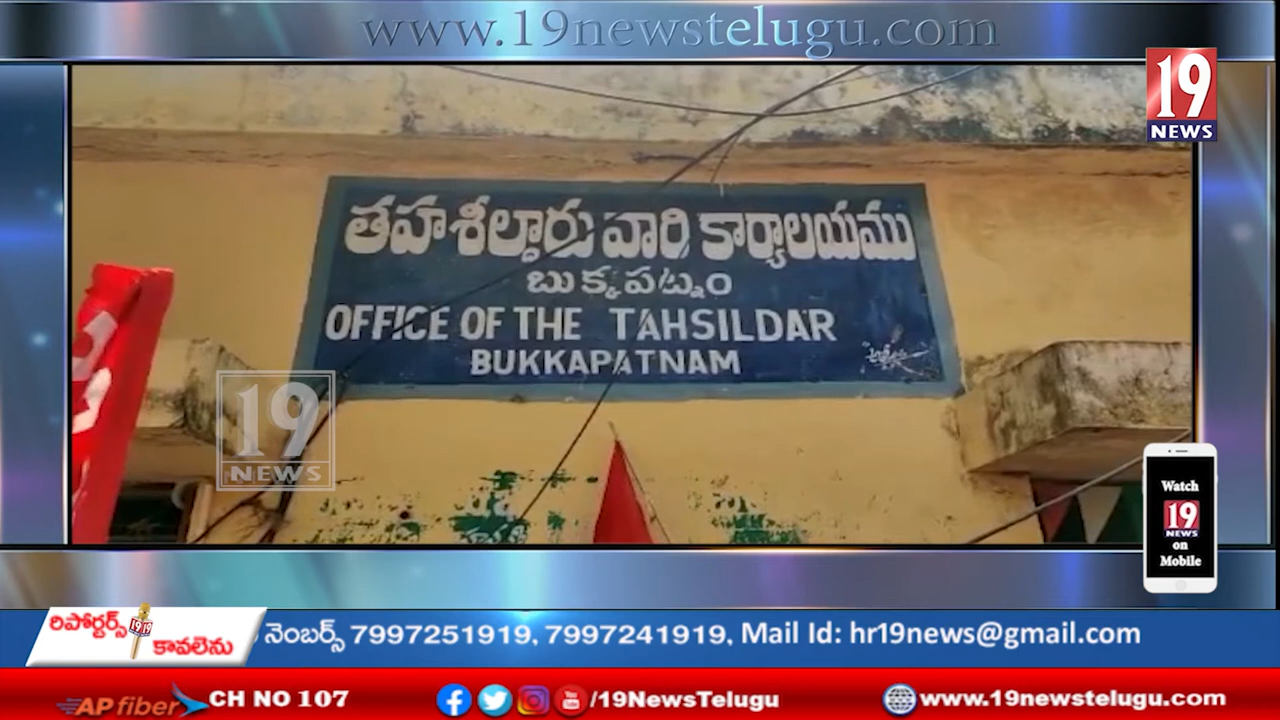 www.19newstelugu.com
19
NEWS
తహశీల్దారు వారి కార్యాలయము
బుక్కపట్నం
OFFICE OF THE TAHSILDAR
BUKKAPATNAM
19
NEWS
Watch
19
NEWS
on
Mobile
రిపోర్టర్స్
కావలెను
నెంబర్స్ 7997251919, 7997241919, Mail Id: hr19news@gmail.com
AP fiber CH NO 107
/19NewsTelugu
www.19newstelugu.com